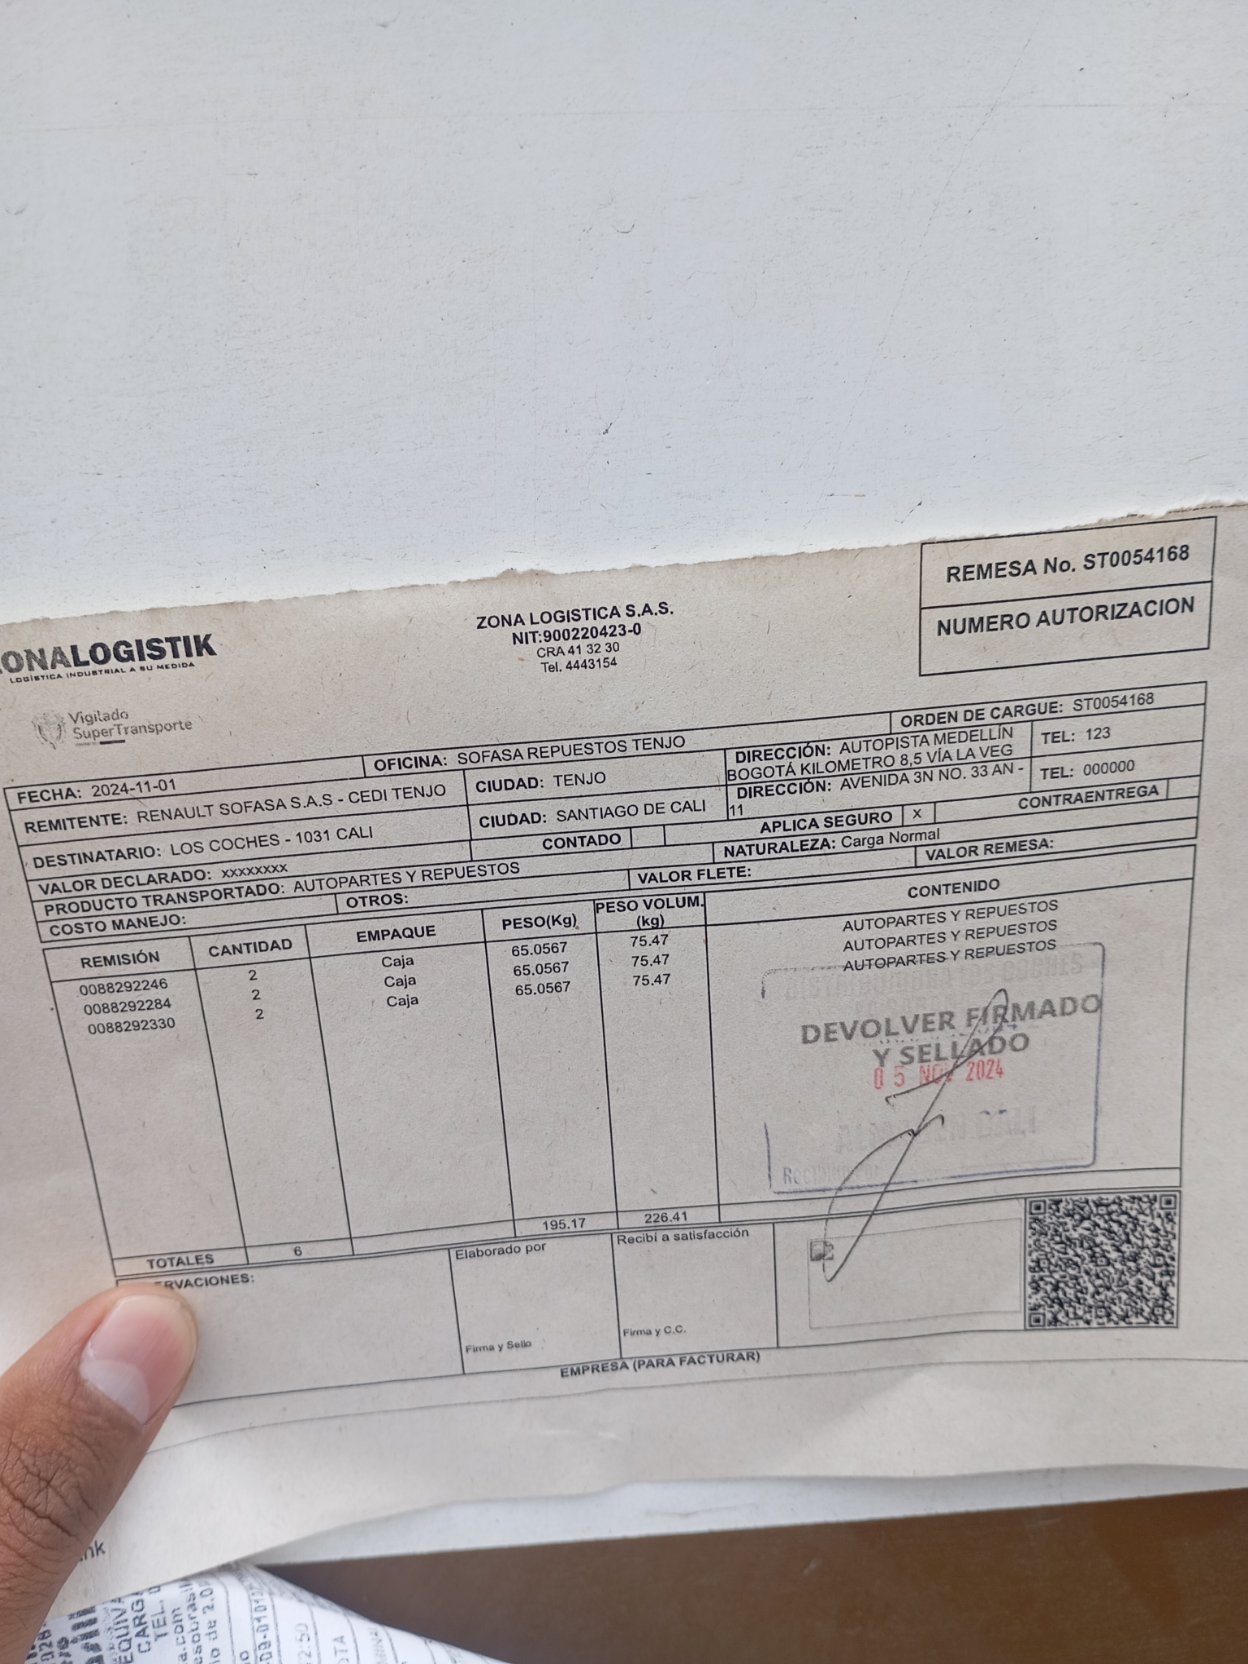 REMESA No. ST0054168
NUMERO AUTORIZACION
ZONA LOGISTICA S.A.S.
NIT:900220423-0
CRA 41 32 30
Tel. 4443154
ONALOGISTIK
LOGÍSTICA INDUSTRIAL A SU MEDIDA
Vigilado
SuperTransporte
FECHA: 2024-11-01 OFICINA: SOFASA REPUESTOS TENJO ORDEN DE CARGUE: ST0054168
REMITENTE: RENAULT SOFASA S.A.S - CEDI TENJO CIUDAD: TENJO DIRECCIÓN: AUTOPISTA MEDELLÍN TEL: 123
BOGOTÁ KILOMETRO 8,5 VÍA LA VEG
DESTINATARIO: LOS COCHES - 1031 CALI CIUDAD: SANTIAGO DE CALI DIRECCIÓN: AVENIDA 3N NO. 33 AN - TEL: 000000
11
VALOR DECLARADO: xxxxxxxx CONTADO APLICA SEGURO x CONTRAENTREGA
PRODUCTO TRANSPORTADO: AUTOPARTES Y REPUESTOS NATURALEZA: Carga Normal
COSTO MANEJO: OTROS: VALOR FLETE: VALOR REMESA:
REMISIÓN CANTIDAD EMPAQUE PESO(Kg) PESO VOLUM. (kg) CONTENIDO
0088292246 2 Caja 65.0567 75.47 AUTOPARTES Y REPUESTOS
0088292284 2 Caja 65.0567 75.47 AUTOPARTES Y REPUESTOS
0088292330 2 Caja 65.0567 75.47 AUTOPARTES Y REPUESTOS
DEVOLVER FIRMADO
Y SELLADO
05 NOV 2024
TOTALES 6 195.17 226.41
RVACIONES:
Elaborado por
Recibí a satisfacción
Firma y Sello
Firma y C.C.
EMPRESA (PARA FACTURAR)